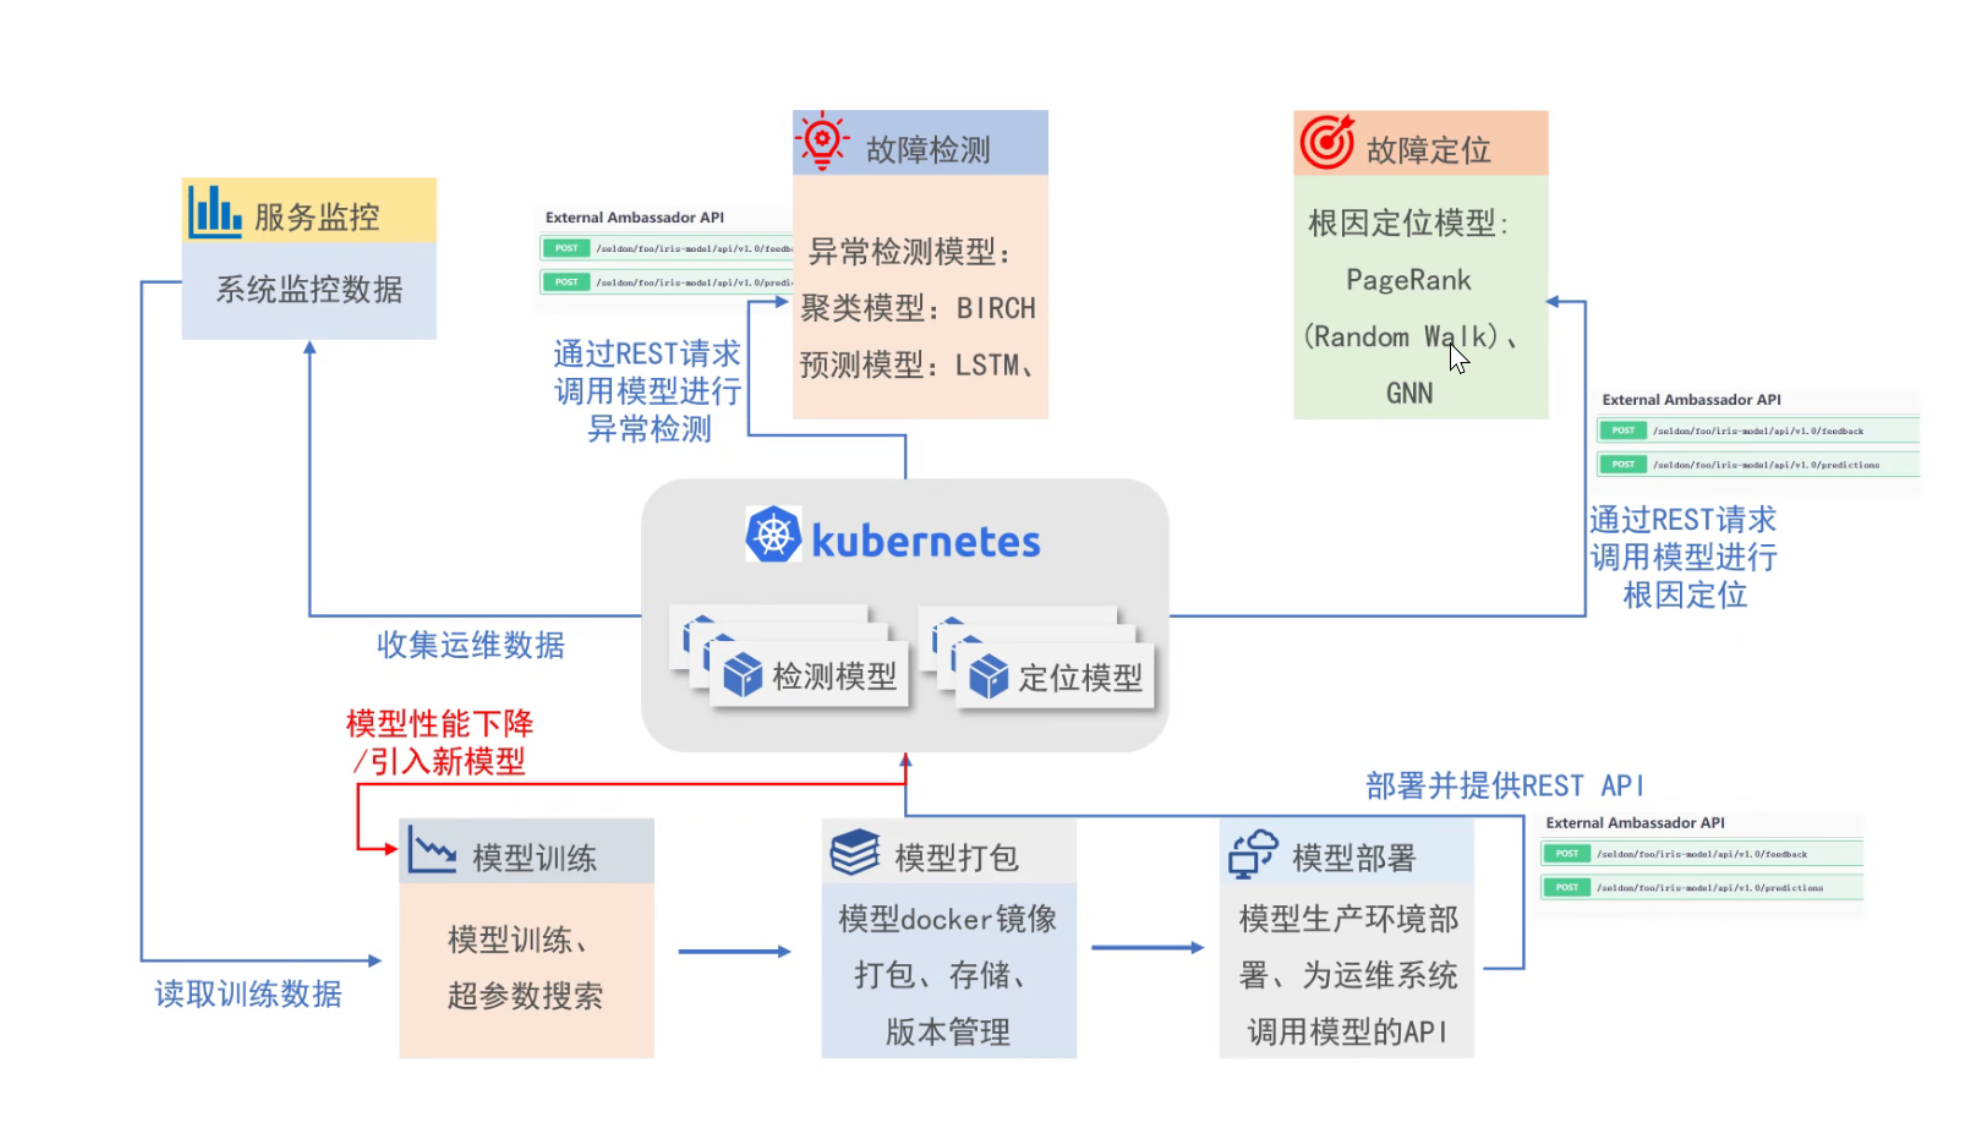 服务监控
系统监控数据
External Ambassador API
POST /seldon/foo/iris-model/api/v1.0/feedb
POST /seldon/foo/iris-model/api/v1.0/predi
通过REST请求
调用模型进行
异常检测
故障检测
异常检测模型:
聚类模型: BIRCH
预测模型: LSTM、
故障定位
根因定位模型:
PageRank
(Random Walk)、
GNN
External Ambassador API
POST /seldon/foo/iris-model/api/v1.0/feedback
POST /seldon/foo/iris-model/api/v1.0/predictions
通过REST请求
调用模型进行
根因定位
kubernetes
检测模型
定位模型
收集运维数据
模型性能下降
/引入新模型
部署并提供REST API
External Ambassador API
POST /seldon/foo/iris-model/api/v1.0/feedback
POST /seldon/foo/iris-model/api/v1.0/predictions
读取训练数据
模型训练
模型训练、
超参数搜索
模型打包
模型docker镜像
打包、存储、
版本管理
模型部署
模型生产环境部
署、为运维系统
调用模型的API